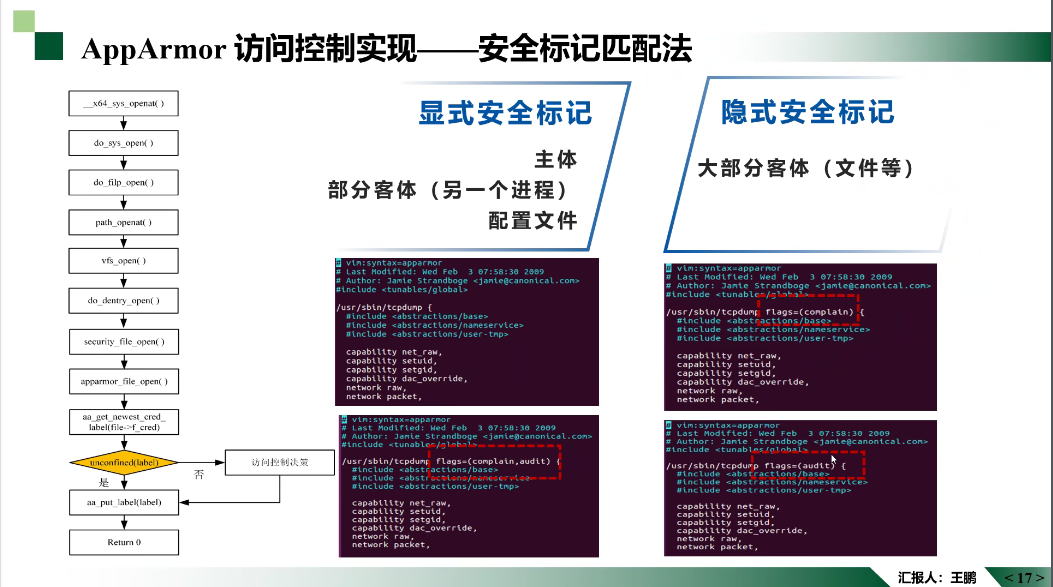 AppArmor 访问控制实现——安全标记匹配法
__x64_sys_openat( )
do_sys_open( )
do_filp_open( )
path_openat( )
vfs_open( )
do_dentry_open( )
security_file_open( )
apparmor_file_open( )
aa_get_newest_cred_
label(file->f_cred)
unconfined(label)
否
访问控制决策
是
aa_put_label(label)
Return 0
显式安全标记
主体
部分客体（另一个进程）
配置文件
隐式安全标记
大部分客体（文件等）
# vim:syntax=apparmor
# Last Modified: Wed Feb  3 07:58:30 2009
# Author: Jamie Strandboge <jamie@canonical.com>
#include <tunables/global>
/usr/sbin/tcpdump {
#include <abstractions/base>
#include <abstractions/nameservice>
#include <abstractions/user-tmp>
capability net_raw,
capability setuid,
capability setgid,
capability dac_override,
network raw,
network packet,
# vim:syntax=apparmor
# Last Modified: Wed Feb  3 07:58:30 2009
# Author: Jamie Strandboge <jamie@canonical.com>
#include <tunables/global>
/usr/sbin/tcpdump flags=(complain) {
#include <abstractions/base>
#include <abstractions/nameservice>
#include <abstractions/user-tmp>
capability net_raw,
capability setuid,
capability setgid,
capability dac_override,
network raw,
network packet,
# vim:syntax=apparmor
# Last Modified: Wed Feb  3 07:58:30 2009
# Author: Jamie Strandboge <jamie@canonical.com>
#include <tunables/global>
/usr/sbin/tcpdump flags=(complain,audit) {
#include <abstractions/base>
#include <abstractions/nameservice>
#include <abstractions/user-tmp>
capability net_raw,
capability setuid,
capability setgid,
capability dac_override,
network raw,
network packet,
# vim:syntax=apparmor
# Last Modified: Wed Feb  3 07:58:30 2009
# Author: Jamie Strandboge <jamie@canonical.com>
#include <tunables/global>
/usr/sbin/tcpdump flags=(audit) {
#include <abstractions/base>
#include <abstractions/nameservice>
#include <abstractions/user-tmp>
capability net_raw,
capability setuid,
capability setgid,
capability dac_override,
network raw,
network packet,
汇报人：王鹏
< 17 >